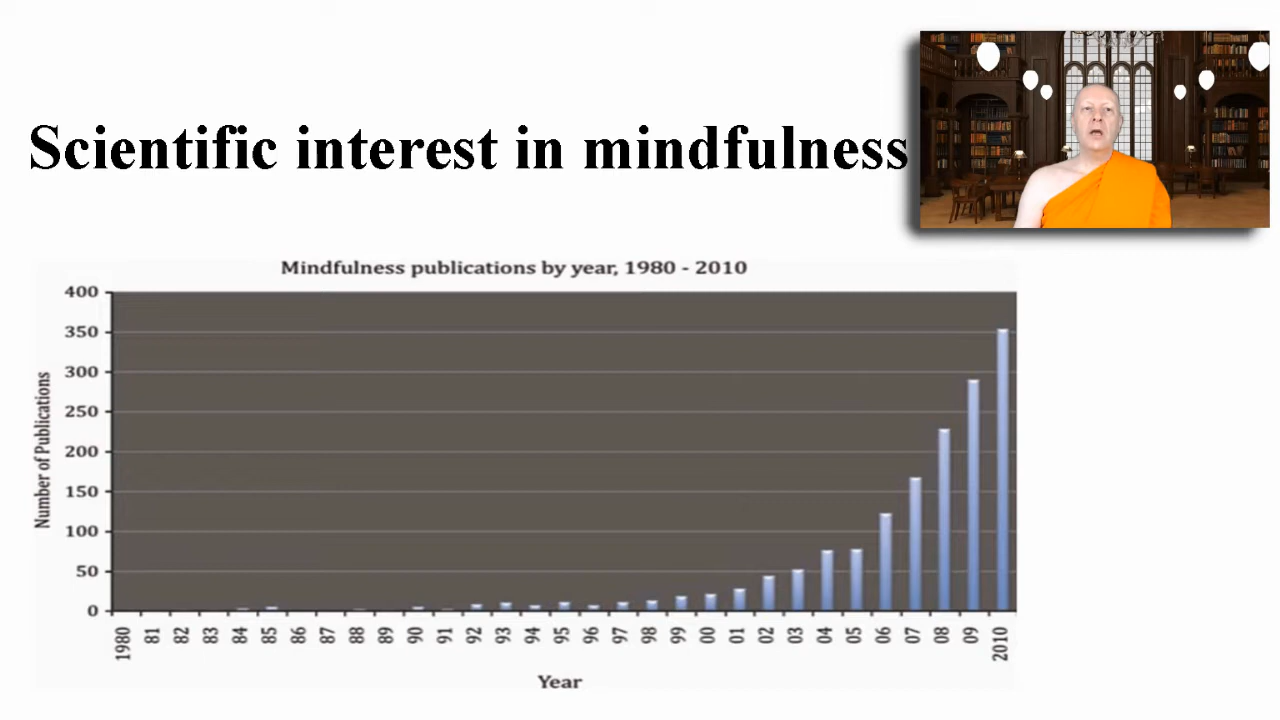 Scientific interest in mindfulness
Mindfulness publications by year, 1980 - 2010
Number of Publications
400
350
300
250
200
150
100
50
0
1980 81 82 83 84 85 86 87 88 89 90 91 92 93 94 95 96 97 98 99 00 01 02 03 04 05 06 07 08 09 2010
Year